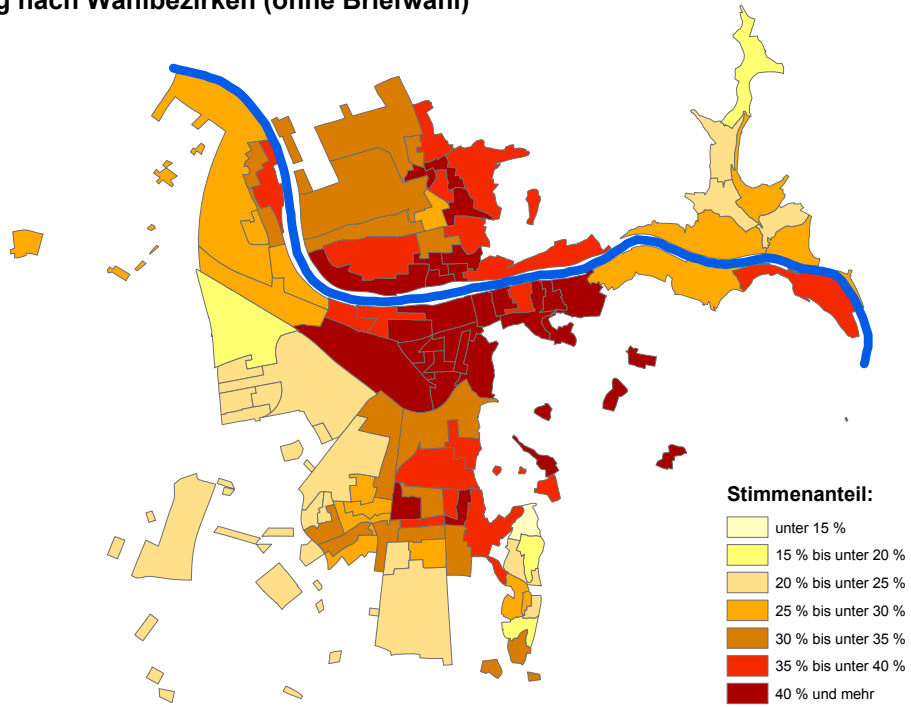 nach Wahlbezirken (ohne Briefwahl)
Stimmenanteil:
unter 15 %
15 % bis unter 20 %
20 % bis unter 25 %
25 % bis unter 30 %
30 % bis unter 35 %
35 % bis unter 40 %
40 % und mehr